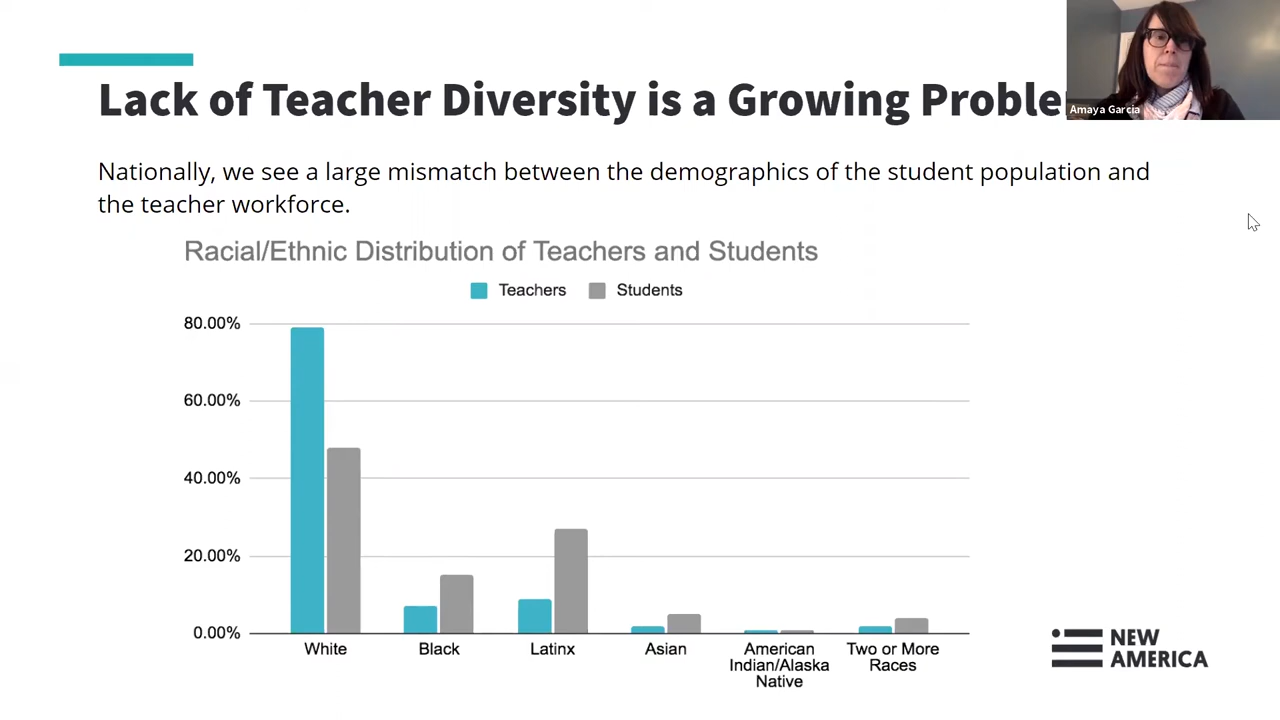 Lack of Teacher Diversity is a Growing Proble
Amaya Garcia
Nationally, we see a large mismatch between the demographics of the student population and
the teacher workforce.
Racial/Ethnic Distribution of Teachers and Students
Teachers Students
80.00%
60.00%
40.00%
20.00%
0.00%
White Black Latinx Asian American Two or More
Indian/Alaska Races
Native
NEW
AMERICA